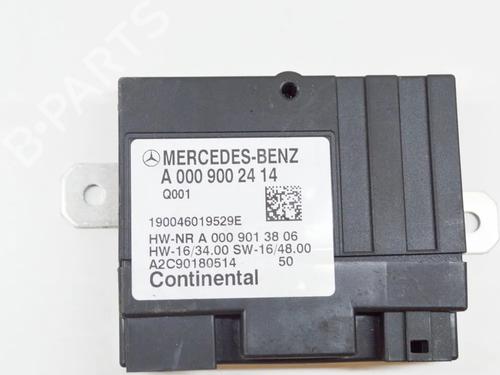 B-PARTS
MERCEDES-BENZ
A 000 900 24 14
Q001
190046019529E
HW-NR A 000 901 38 06
HW-16/34.00 SW-16/48.00
A2C90180514 50
Continental